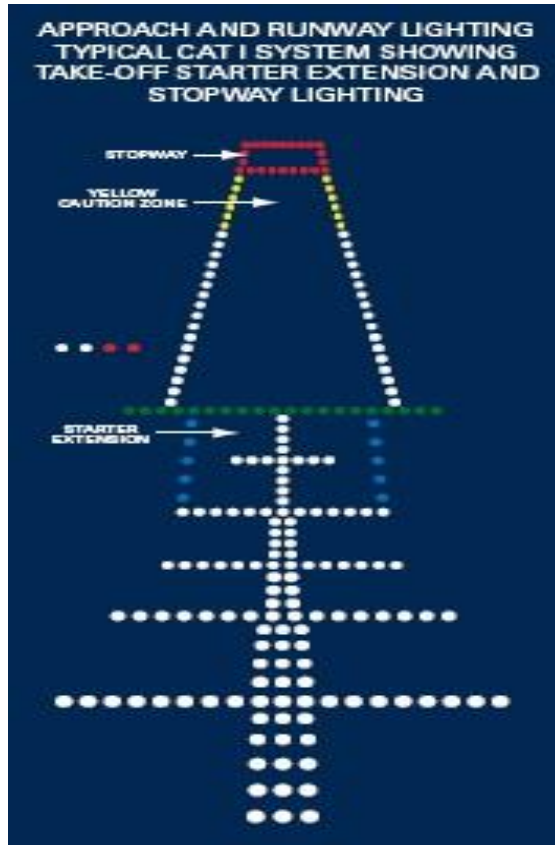 APPROACH AND RUNWAY LIGHTING
TYPICAL CAT I SYSTEM SHOWING
TAKE-OFF STARTER EXTENSION AND
STOPWAY LIGHTING
STOPWAY
YELLOW
CAUTION ZONE
STARTER
EXTENSION